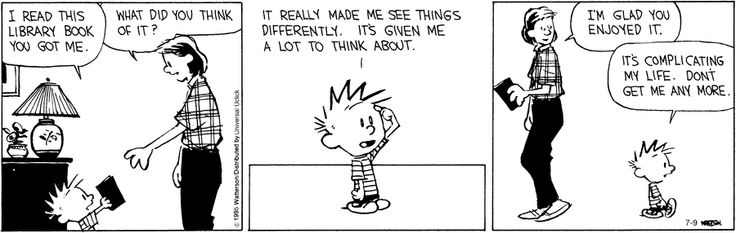 I READ THIS
LIBRARY BOOK
YOU GOT ME.
WHAT DID YOU THINK
OF IT?
© 1995 Watterson/Distributed by Universal Uclick
IT REALLY MADE ME SEE THINGS
DIFFERENTLY. IT'S GIVEN ME
A LOT TO THINK ABOUT.
I'M GLAD YOU
ENJOYED IT.
IT'S COMPLICATING
MY LIFE. DON'T
GET ME ANY MORE.
7-9 WATTERSON